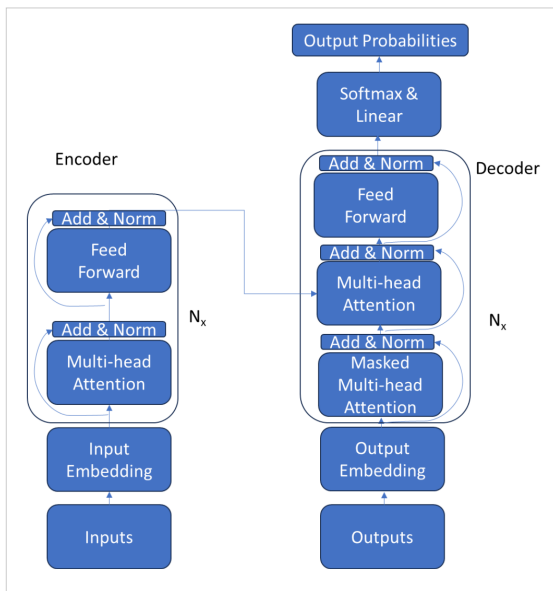 Output Probabilities
Softmax &
Linear
Encoder
Decoder
Add & Norm
Feed
Forward
Add & Norm
Multi-head
Attention
Add & Norm
Masked
Multi-head
Attention
Nx
Output
Embedding
Outputs
Add & Norm
Feed
Forward
Nx
Add & Norm
Multi-head
Attention
Input
Embedding
Inputs